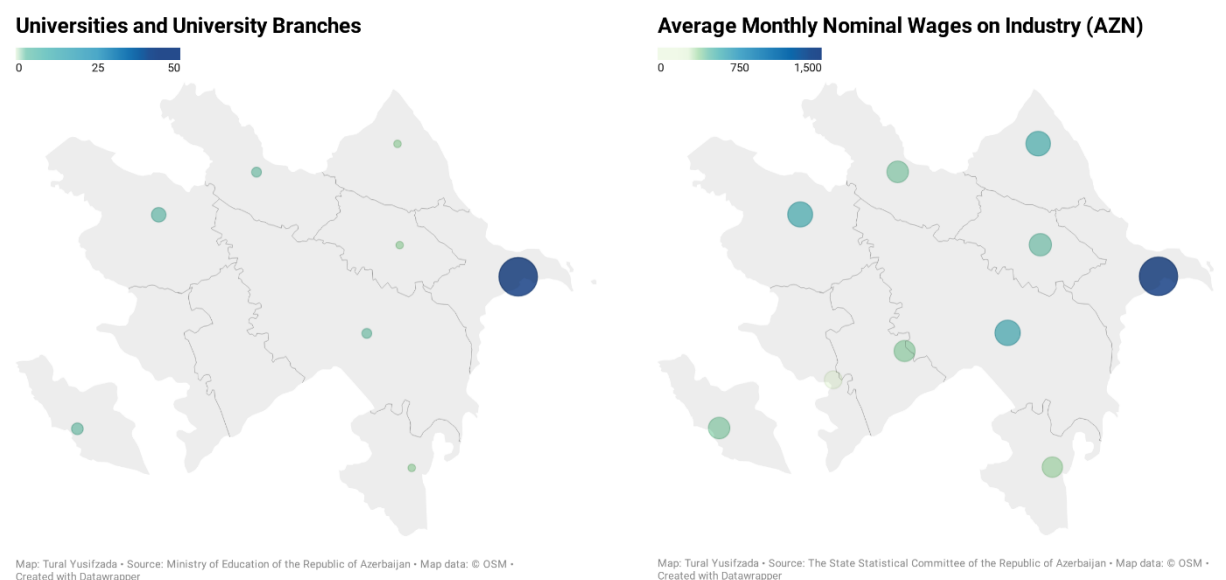 Universities and University Branches
0 25 50
Map: Tural Yusifzada • Source: Ministry of Education of the Republic of Azerbaijan • Map data: © OSM •
Created with Datawrapper
Average Monthly Nominal Wages on Industry (AZN)
0 750 1,500
Map: Tural Yusifzada • Source: The State Statistical Committee of the Republic of Azerbaijan • Map data: © OSM •
Created with Datawrapper